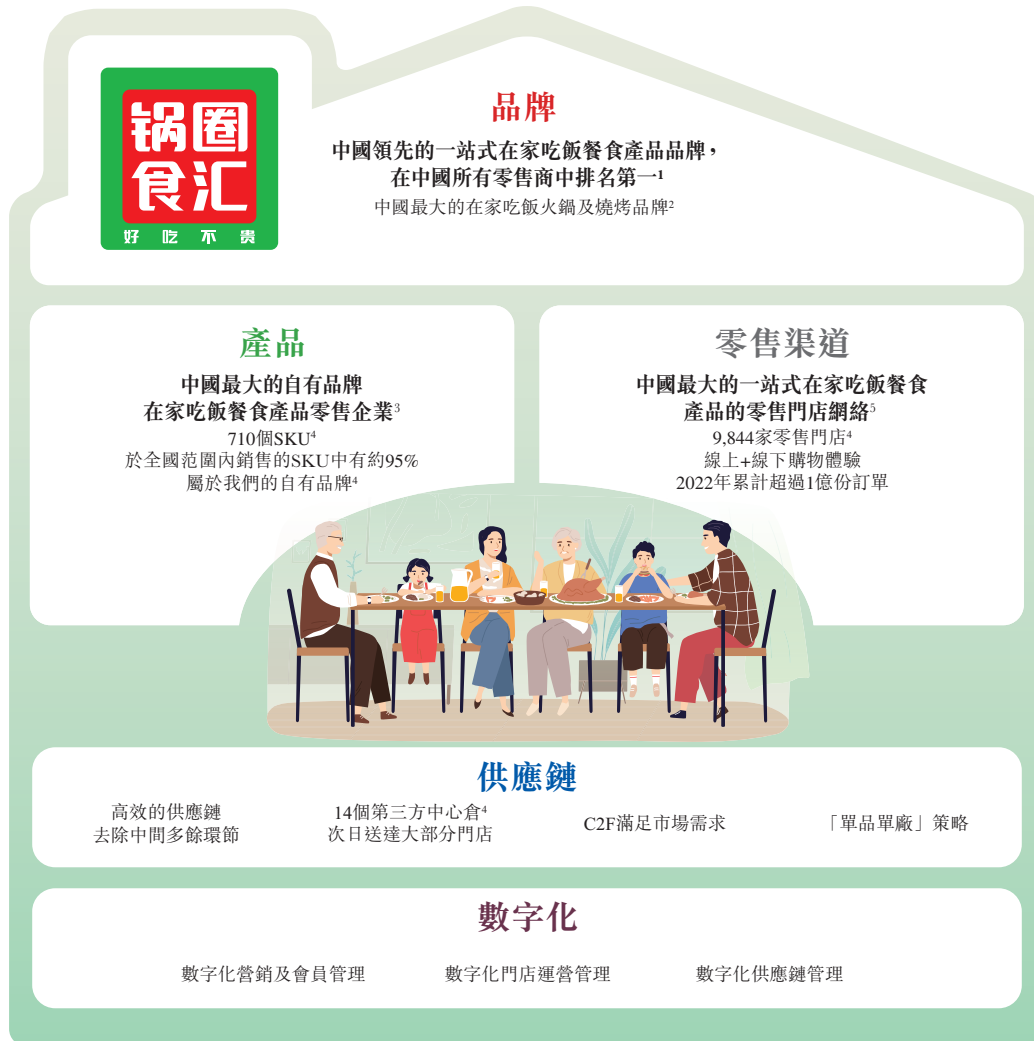 锅圈
食汇
好吃不贵
品牌
中國領先的一站式在家吃飯餐食產品品牌，
在中國所有零售商中排名第一¹
中國最大的在家吃飯火鍋及燒烤品牌²
產品
中國最大的自有品牌
在家吃飯餐食產品零售企業³
710個SKU⁴
於全國范圍內銷售的SKU中有約95%
屬於我們的自有品牌⁴
零售渠道
中國最大的一站式在家吃飯餐食
產品的零售門店網絡⁵
9,844家零售門店⁴
線上+線下購物體驗
2022年累計超過1億份訂單
供應鏈
高效的供應鏈
去除中間多餘環節
14個第三方中心倉⁴
次日送達大部分門店
C2F滿足市場需求
「單品單廠」策略
數字化
數字化營銷及會員管理
數字化門店運營管理
數字化供應鏈管理